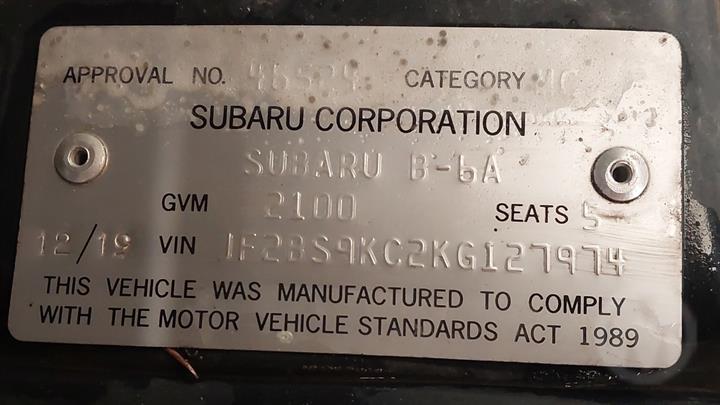 APPROVAL NO. 46524 CATEGORY MC
SUBARU CORPORATION
SUBARU B-6A
GVM 2100 SEATS 5
12/19 VIN JF2BS9KC2KG127974
THIS VEHICLE WAS MANUFACTURED TO COMPLY
WITH THE MOTOR VEHICLE STANDARDS ACT 1989